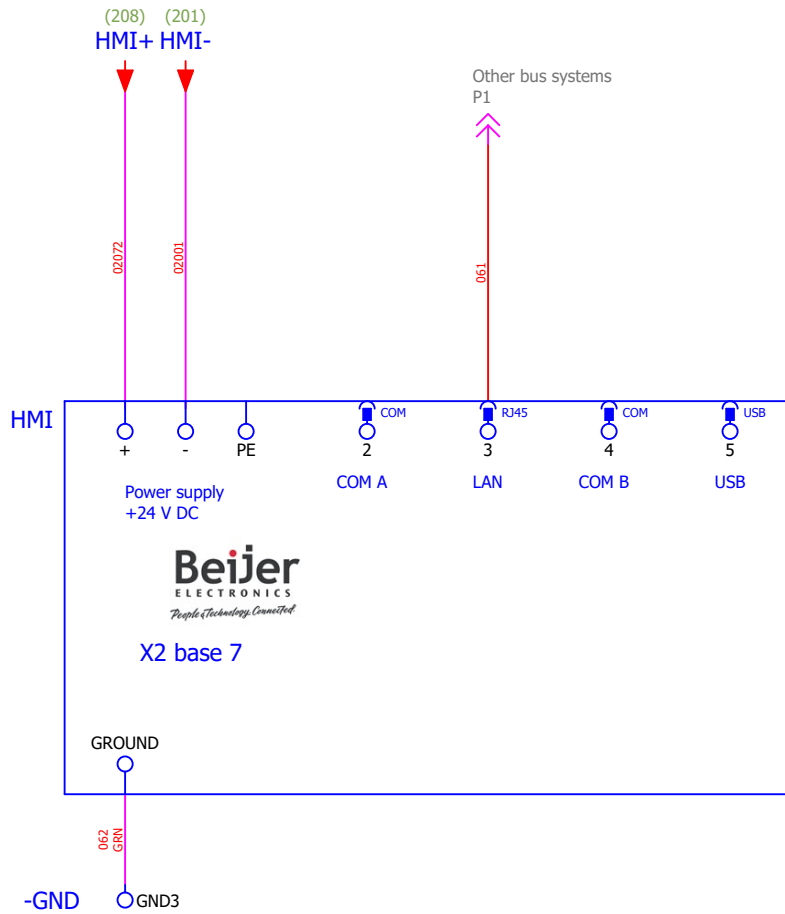 (208) (201)
HMI+ HMI-
Other bus systems
P1
02072
02001
061
HMI
COM
RJ45
COM
USB
+ - PE 2 3 4 5
COM A LAN COM B USB
Power supply
+24 V DC
Beijer
ELECTRONICS
People & Technology. Connected.
X2 base 7
GROUND
062
GRN
-GND GND3